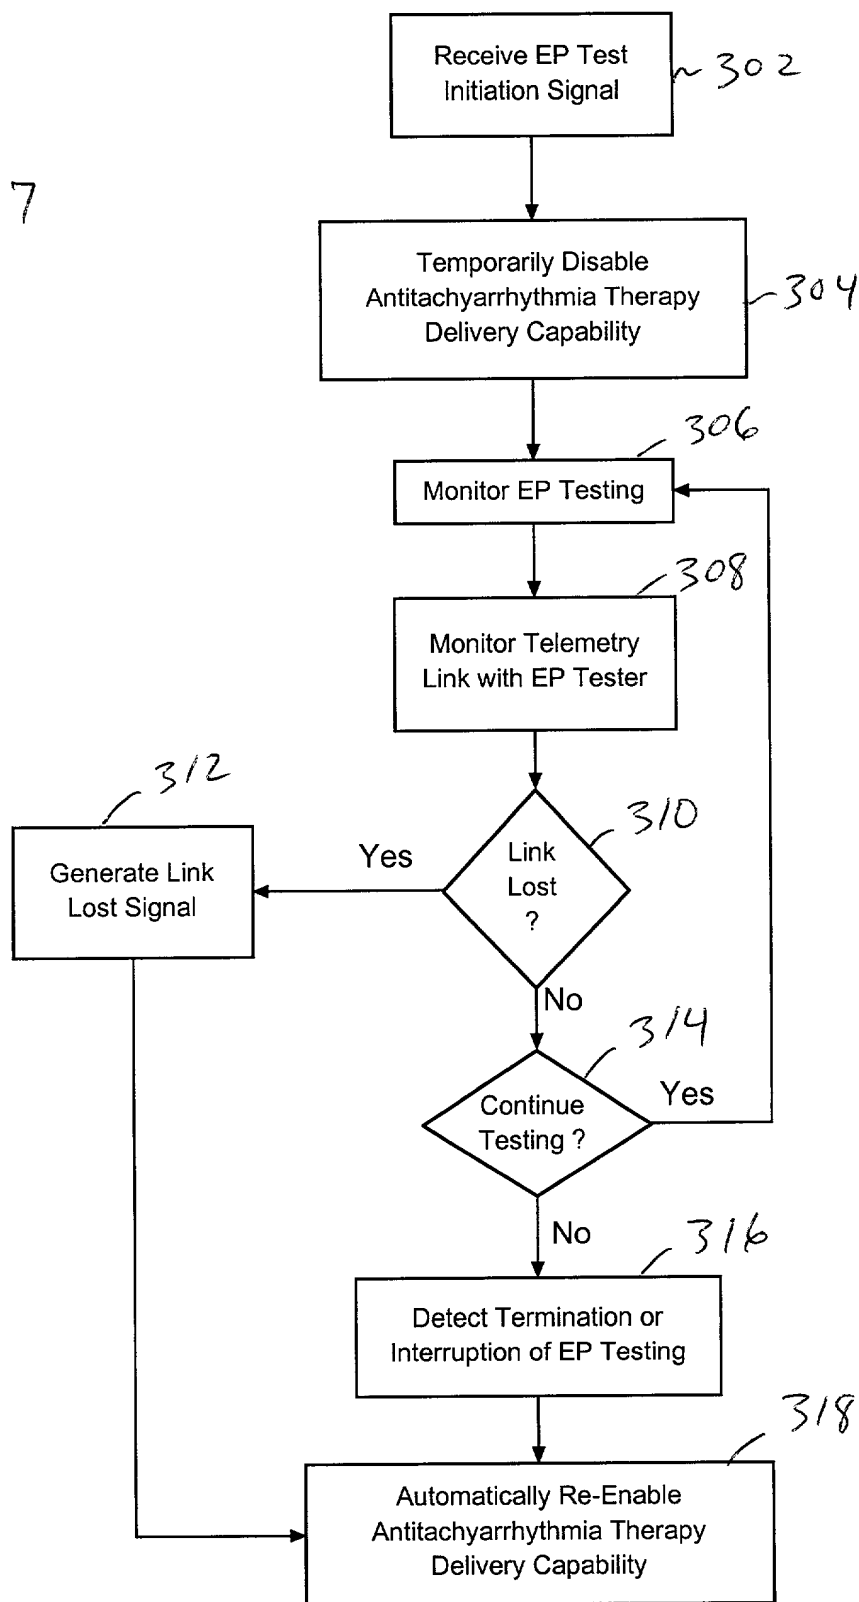 Receive EP Test
Initiation Signal
302
7
Temporarily Disable
Antitachyarrhythmia Therapy
Delivery Capability
304
306
Monitor EP Testing
308
Monitor Telemetry
Link with EP Tester
312
310
Generate Link
Lost Signal
Yes
Link
Lost
?
No
314
Continue
Testing ?
Yes
No
316
Detect Termination or
Interruption of EP Testing
318
Automatically Re-Enable
Antitachyarrhythmia Therapy
Delivery Capability